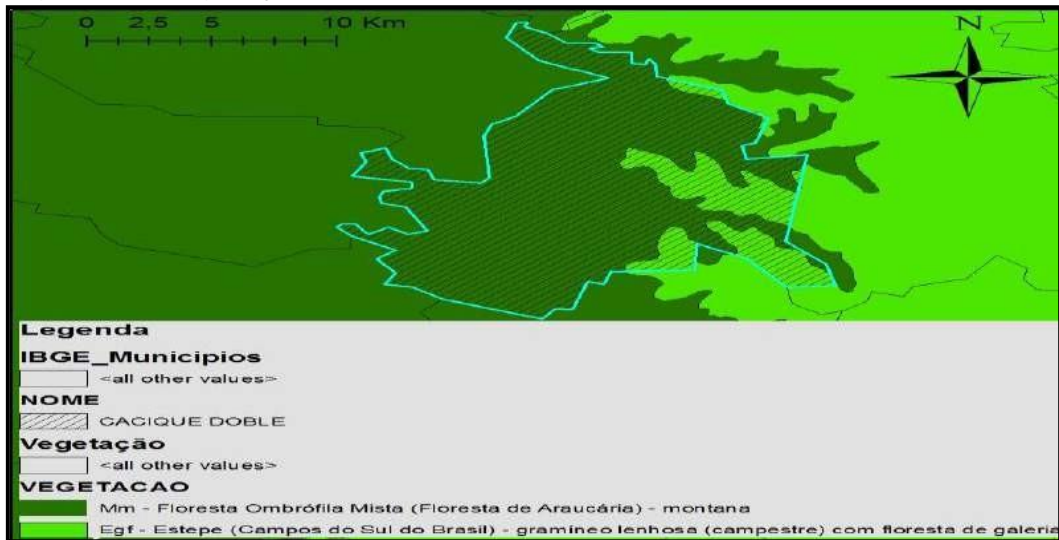 0 2,5 5 10 Km
N
Legenda
IBGE_Municipios
<all other values>
NOME
CACIQUE DOBLE
Vegetação
<all other values>
VEGETACAO
Mm - Floresta Ombrófila Mista (Floresta de Araucária) - montana
Egf - Estepe (Campos do Sul do Brasil) - gramíneo lenhosa (campestre) com floresta de galeria